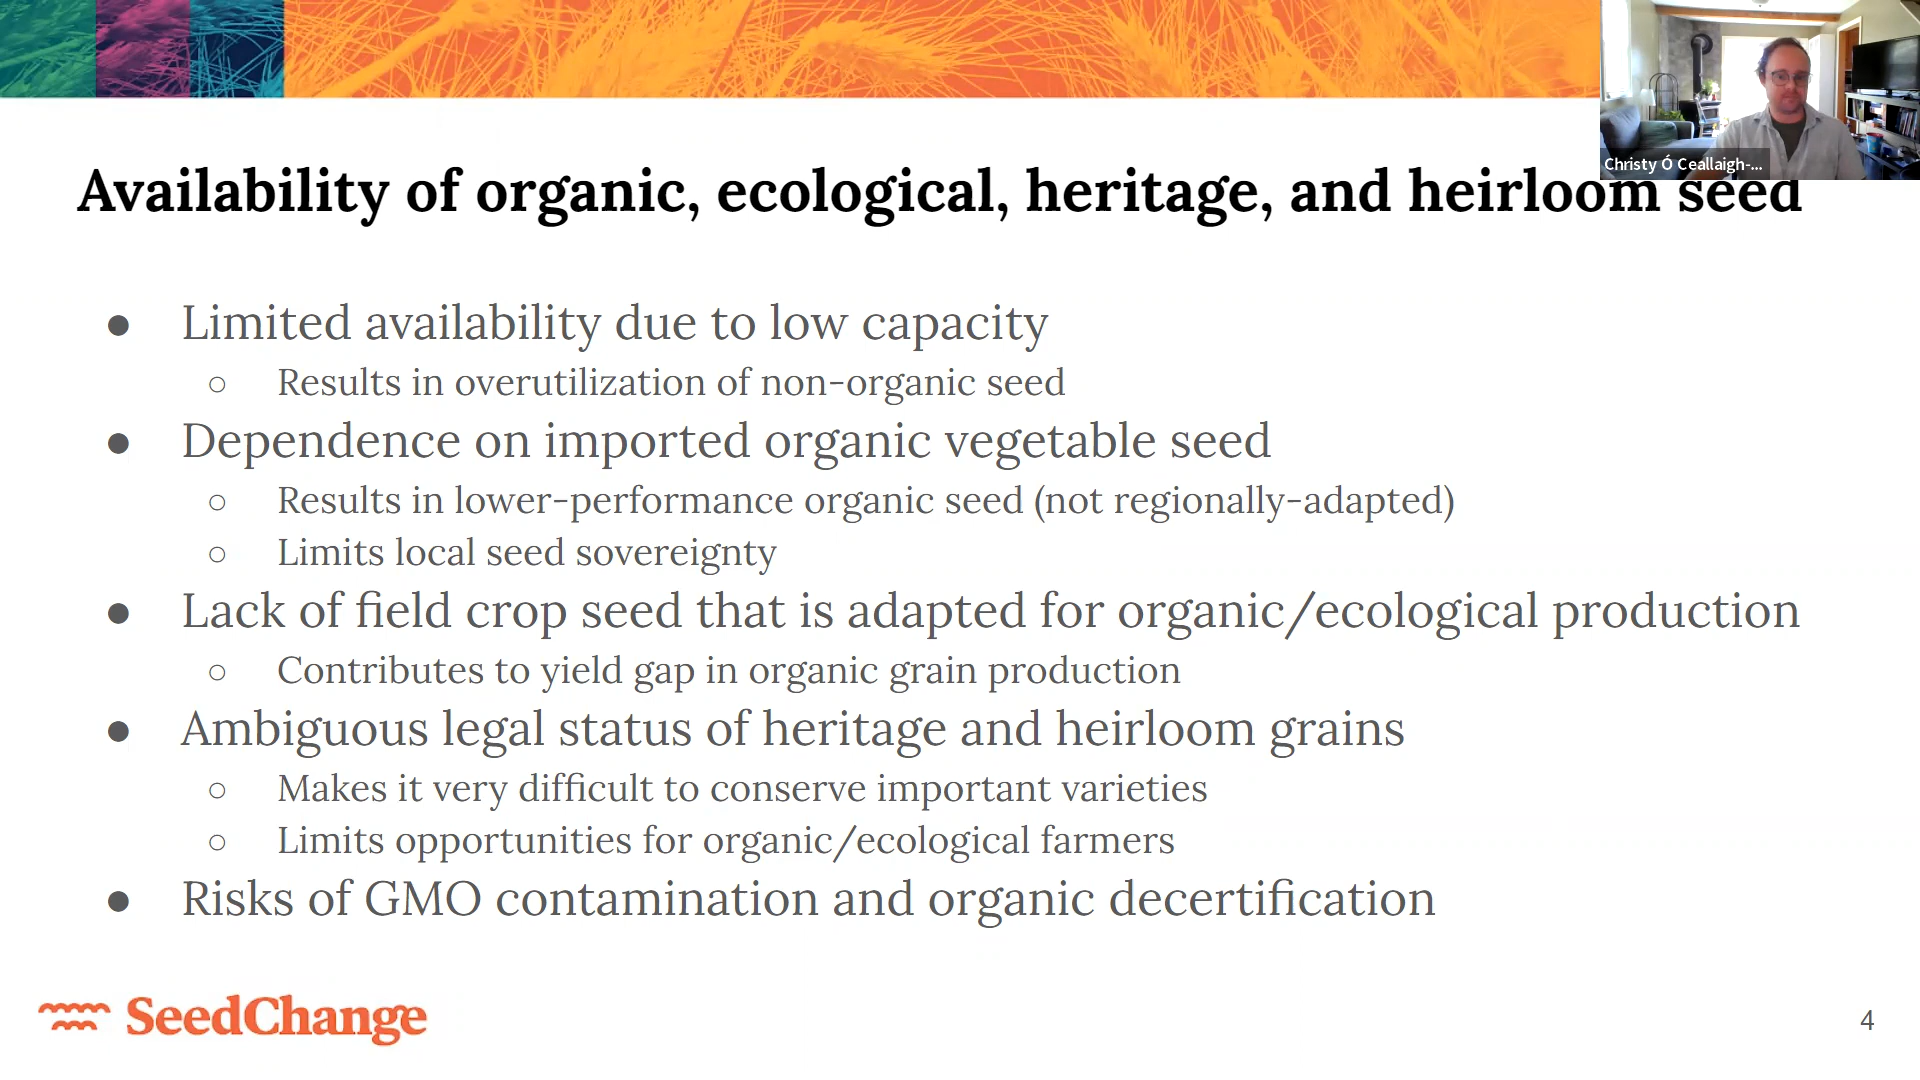 Christy Ó Ceallaigh-...
Availability of organic, ecological, heritage, and heirloom seed
● Limited availability due to low capacity
○ Results in overutilization of non-organic seed
● Dependence on imported organic vegetable seed
○ Results in lower-performance organic seed (not regionally-adapted)
○ Limits local seed sovereignty
● Lack of field crop seed that is adapted for organic/ecological production
○ Contributes to yield gap in organic grain production
● Ambiguous legal status of heritage and heirloom grains
○ Makes it very difficult to conserve important varieties
○ Limits opportunities for organic/ecological farmers
● Risks of GMO contamination and organic decertification
SeedChange
4